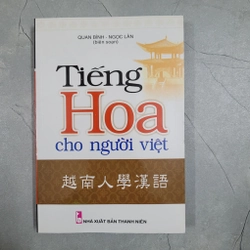 QUAN BÌNH - NGỌC LÂN
(biên soạn)
Tiếng
Hoa
cho người việt
越南人學漢語
NHÀ XUẤT BẢN THANH NIÊN